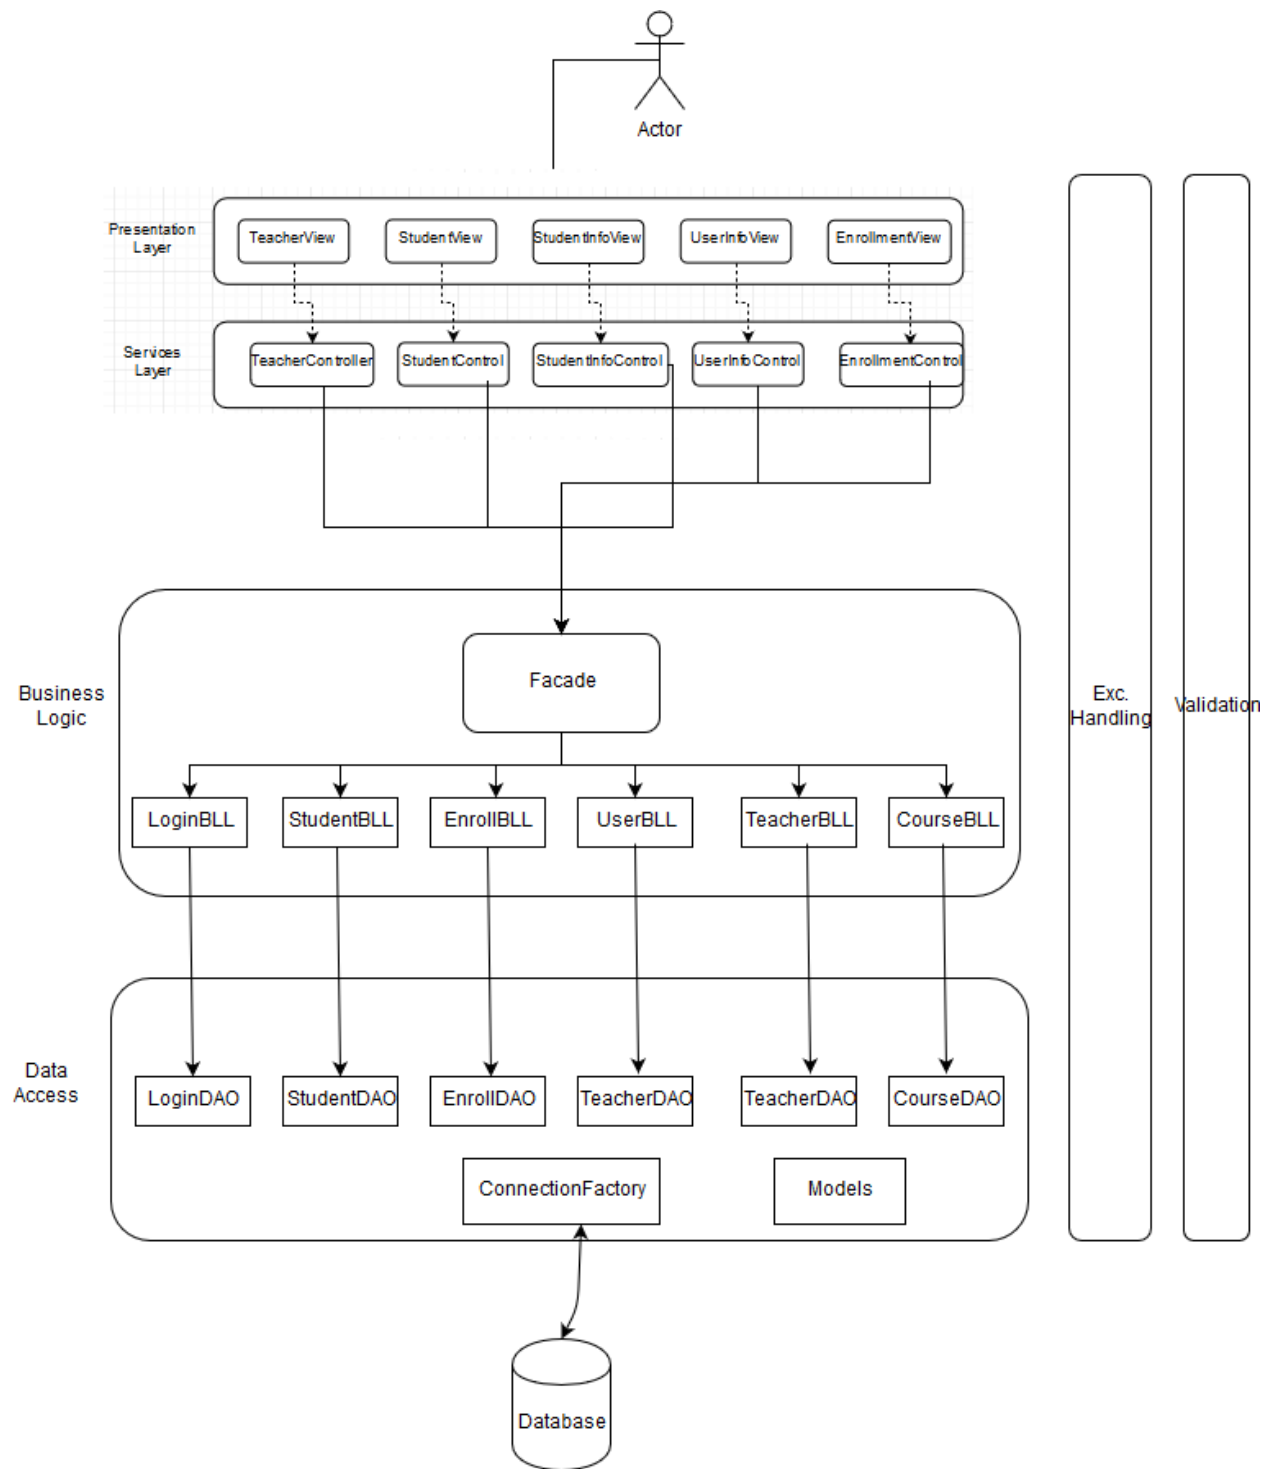 Actor
Presentation
Layer
TeacherView
StudentView
StudentInfoView
UserInfoView
EnrollmentView
Services
Layer
TeacherController
StudentControl
StudentInfoControl
UserInfoControl
EnrollmentControl
Business
Logic
Facade
LoginBLL
StudentBLL
EnrollBLL
UserBLL
TeacherBLL
CourseBLL
Exc.
Handling
Validation
Data
Access
LoginDAO
StudentDAO
EnrollDAO
TeacherDAO
TeacherDAO
CourseDAO
ConnectionFactory
Models
Database